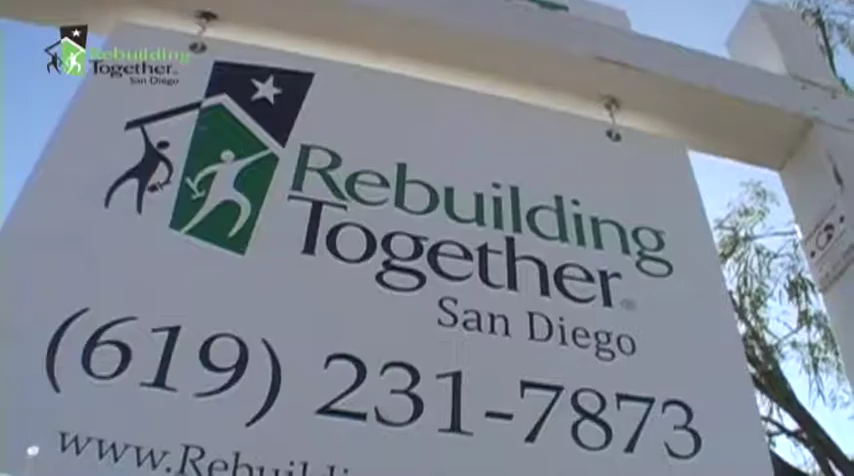 Rebuilding
Together
San Diego
Rebuilding
Together®
San Diego
(619) 231-7873